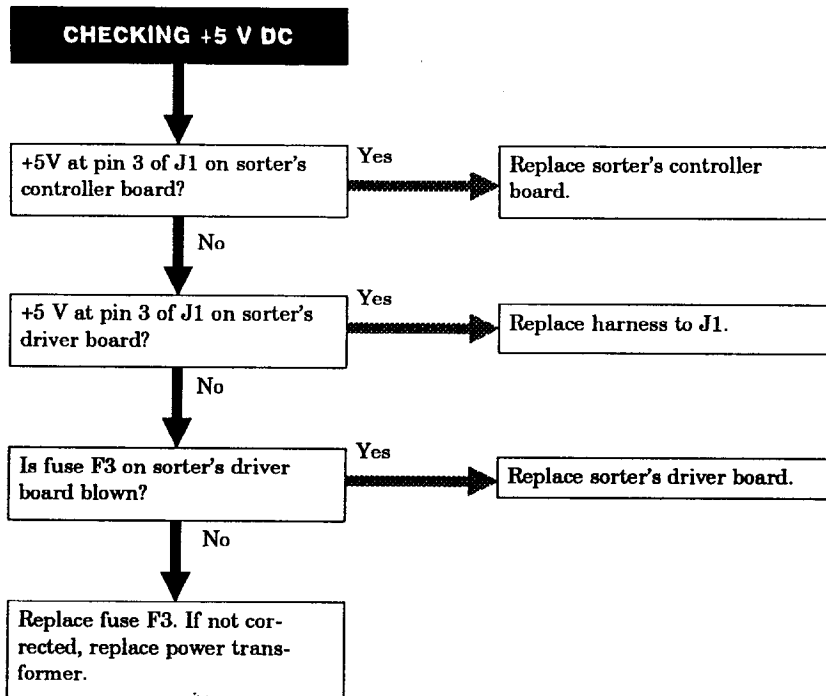 CHECKING +5 V DC
+5V at pin 3 of J1 on sorter's
controller board?
Yes
Replace sorter's controller
board.
No
+5 V at pin 3 of J1 on sorter's
driver board?
Yes
Replace harness to J1.
No
Is fuse F3 on sorter's driver
board blown?
Yes
Replace sorter's driver board.
No
Replace fuse F3. If not cor-
rected, replace power trans-
former.